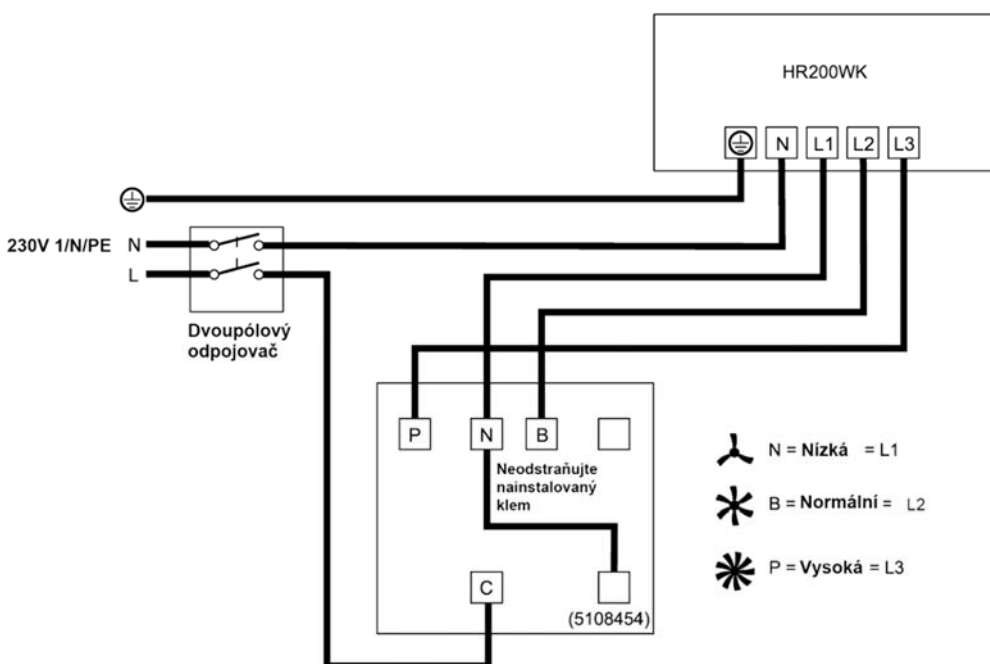 HR200WK
N L1 L2 L3
230V 1/N/PE N
L
Dvoupólový
odpojovač
P N B
Neodstraňujte
nainstalovaný
klem
C
(5108454)
N = Nízká = L1
B = Normální = L2
P = Vysoká = L3